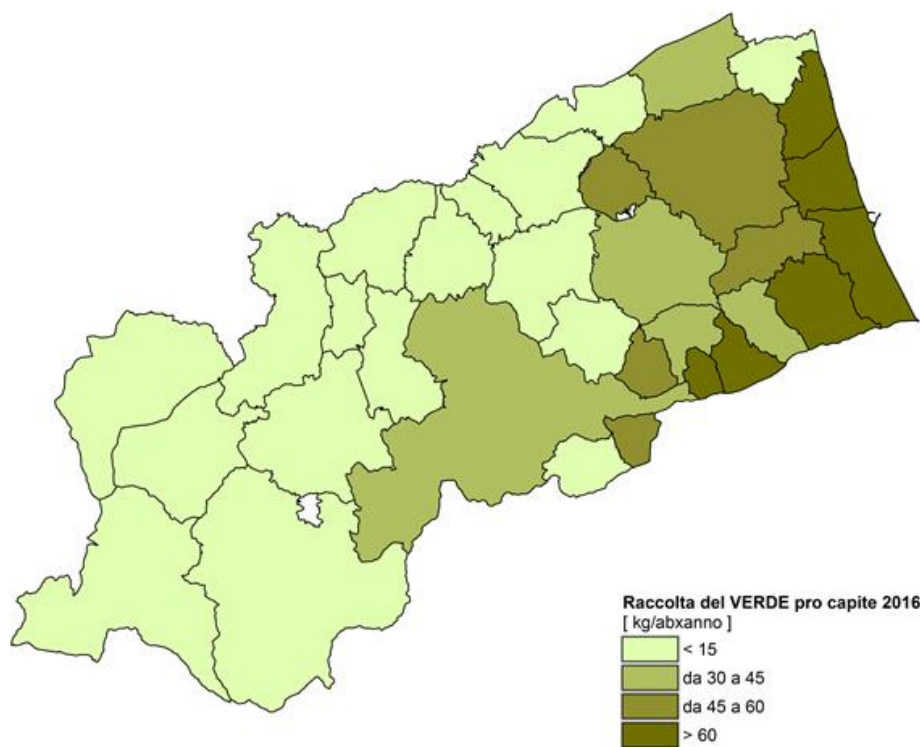 Raccolta del VERDE pro capite 2016
[ kg/abxanno ]
< 15
da 30 a 45
da 45 a 60
> 60